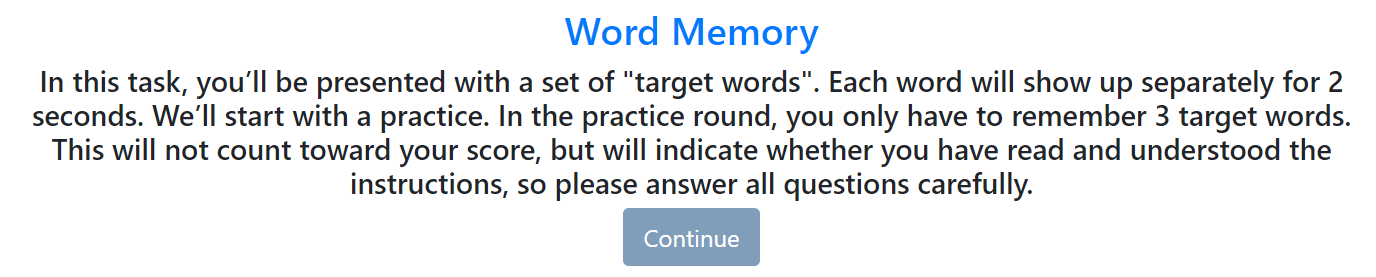 Word Memory
In this task, you’ll be presented with a set of "target words". Each word will show up separately for 2
seconds. We’ll start with a practice. In the practice round, you only have to remember 3 target words.
This will not count toward your score, but will indicate whether you have read and understood the
instructions, so please answer all questions carefully.
Continue